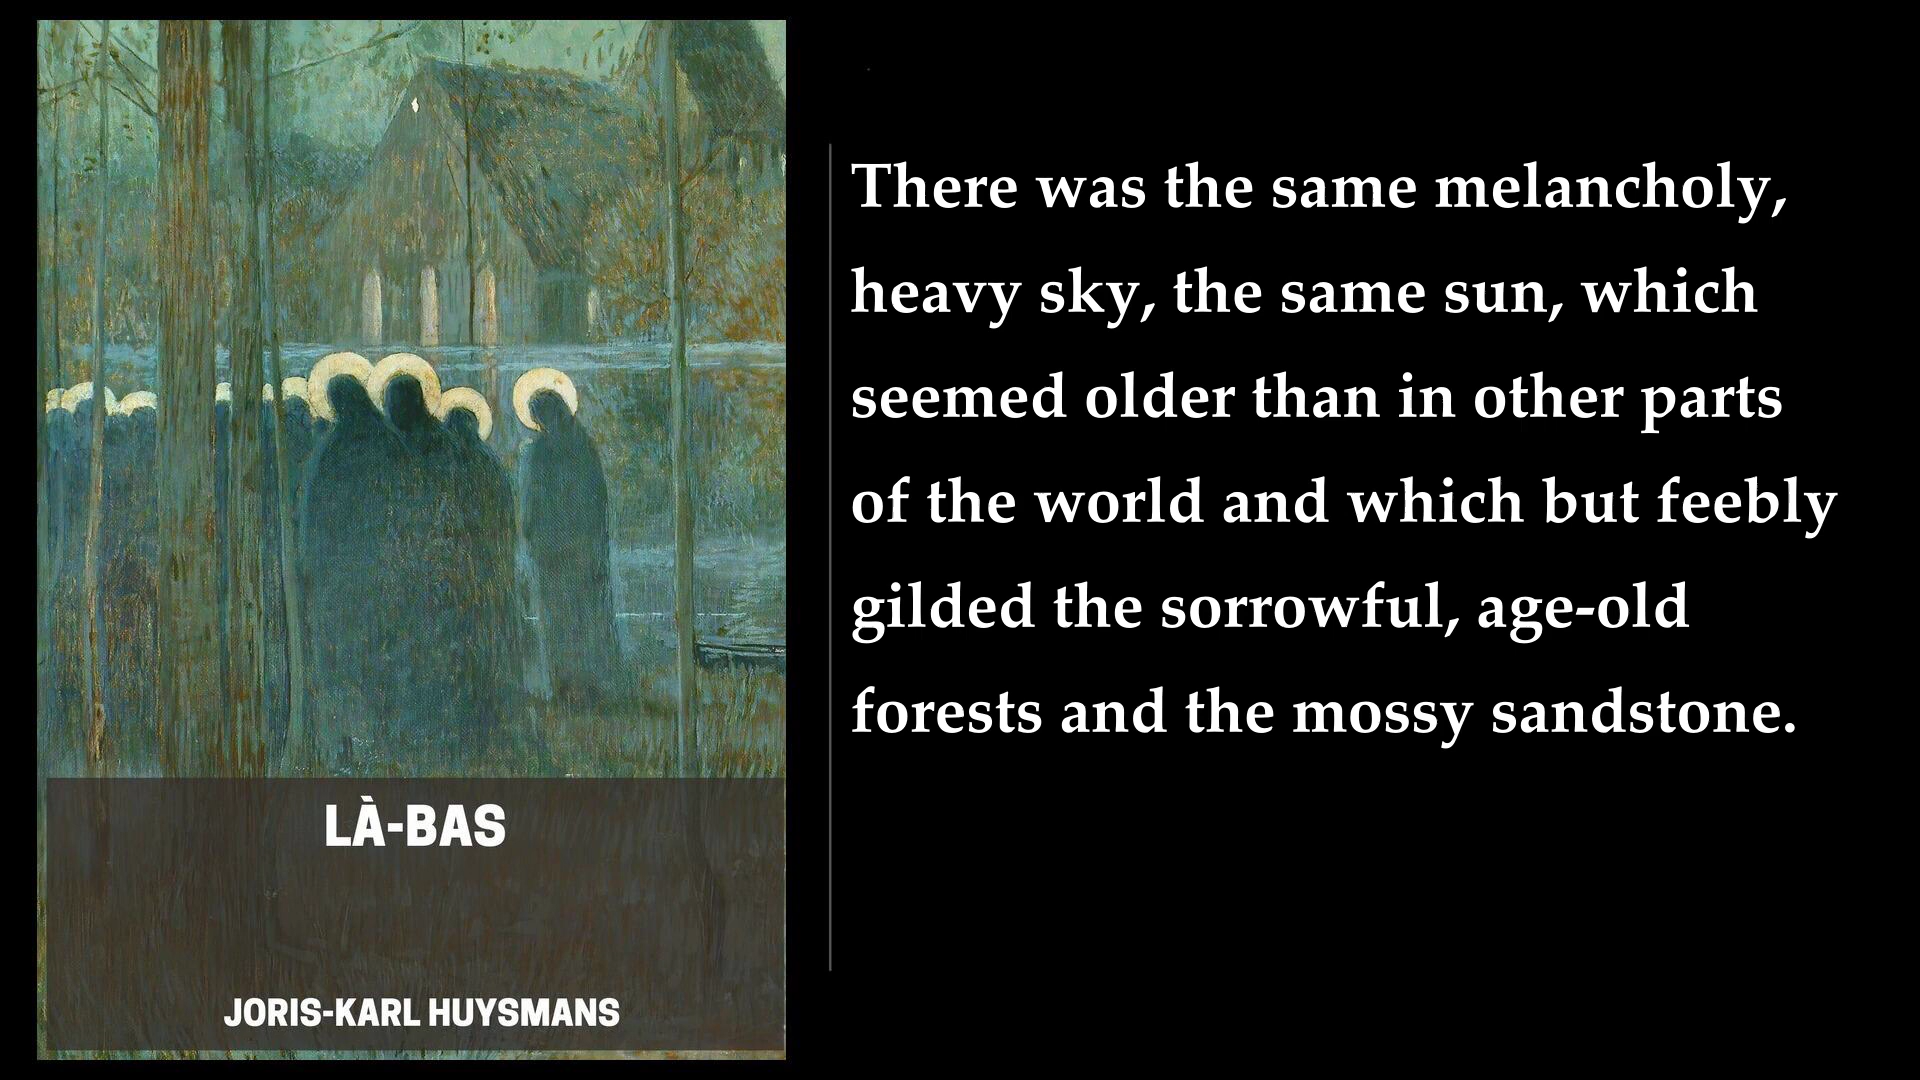 LÀ-BAS
JORIS-KARL HUYSMANS
There was the same melancholy,
heavy sky, the same sun, which
seemed older than in other parts
of the world and which but feebly
gilded the sorrowful, age-old
forests and the mossy sandstone.